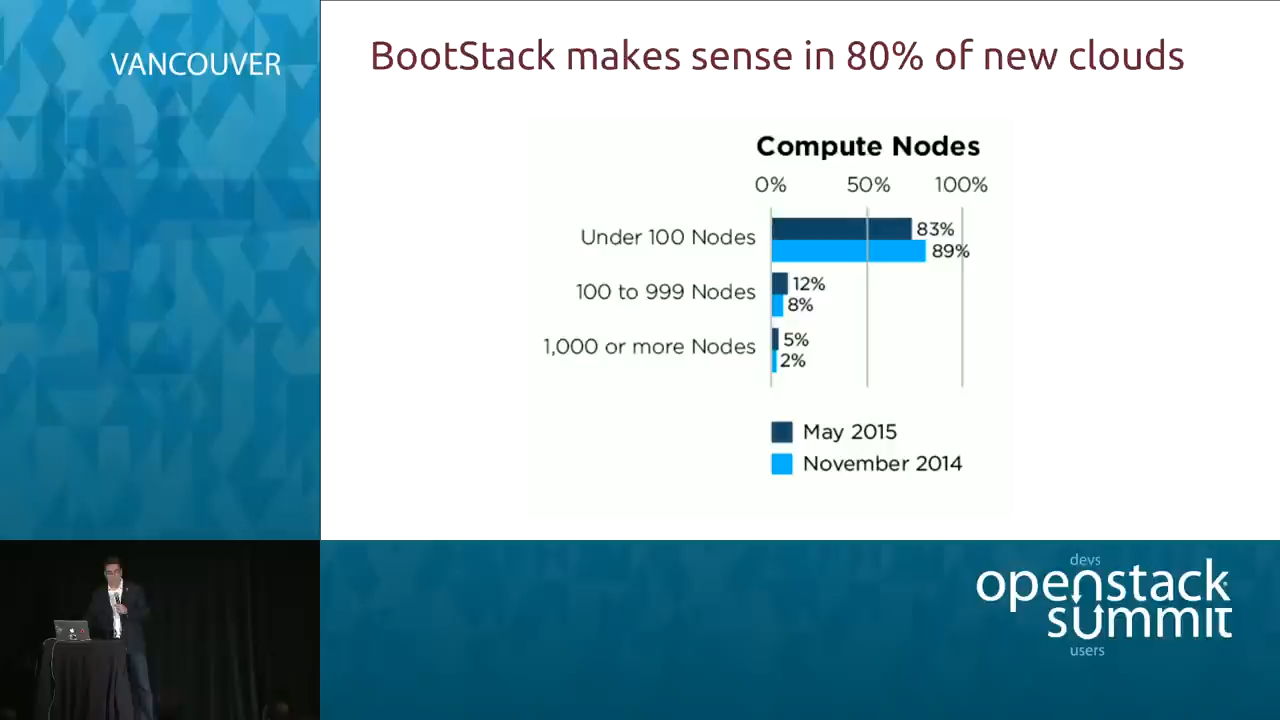 VANCOUVER
BootStack makes sense in 80% of new clouds
Compute Nodes
0% 50% 100%
Under 100 Nodes
83%
89%
100 to 999 Nodes
12%
8%
1,000 or more Nodes
5%
2%
May 2015
November 2014
devs
openstack
summit
users